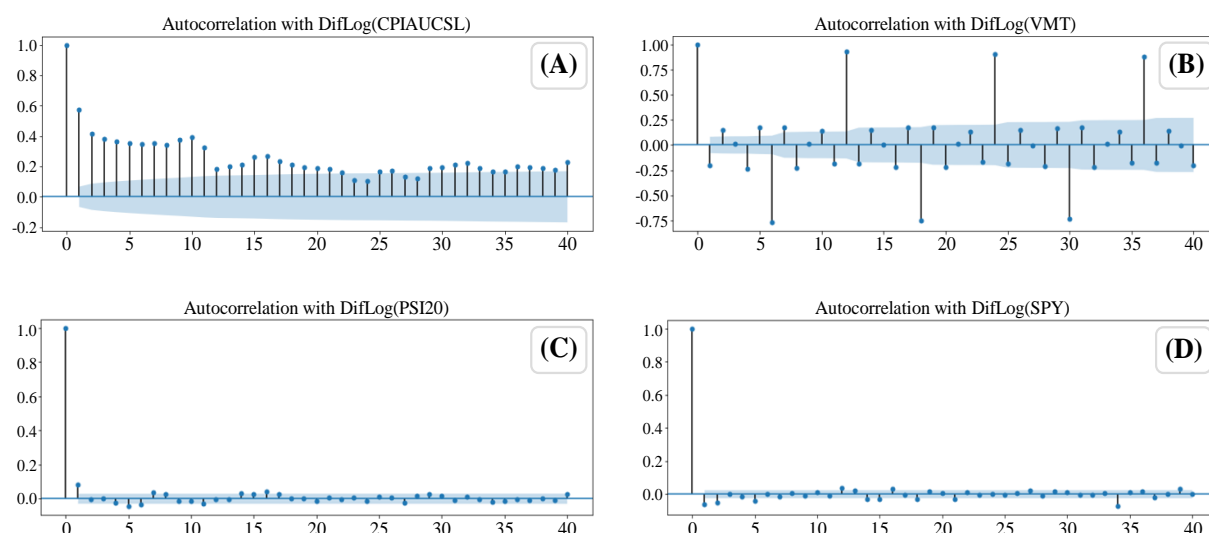 Autocorrelation with DifLog(CPIAUCSL)
(A)
1.0
0.8
0.6
0.4
0.2
0.0
-0.2
0 5 10 15 20 25 30 35 40
Autocorrelation with DifLog(VMT)
(B)
1.00
0.75
0.50
0.25
0.00
-0.25
-0.50
-0.75
0 5 10 15 20 25 30 35 40
Autocorrelation with DifLog(PSI20)
(C)
1.0
0.8
0.6
0.4
0.2
0.0
0 5 10 15 20 25 30 35 40
Autocorrelation with DifLog(SPY)
(D)
1.0
0.8
0.6
0.4
0.2
0.0
0 5 10 15 20 25 30 35 40